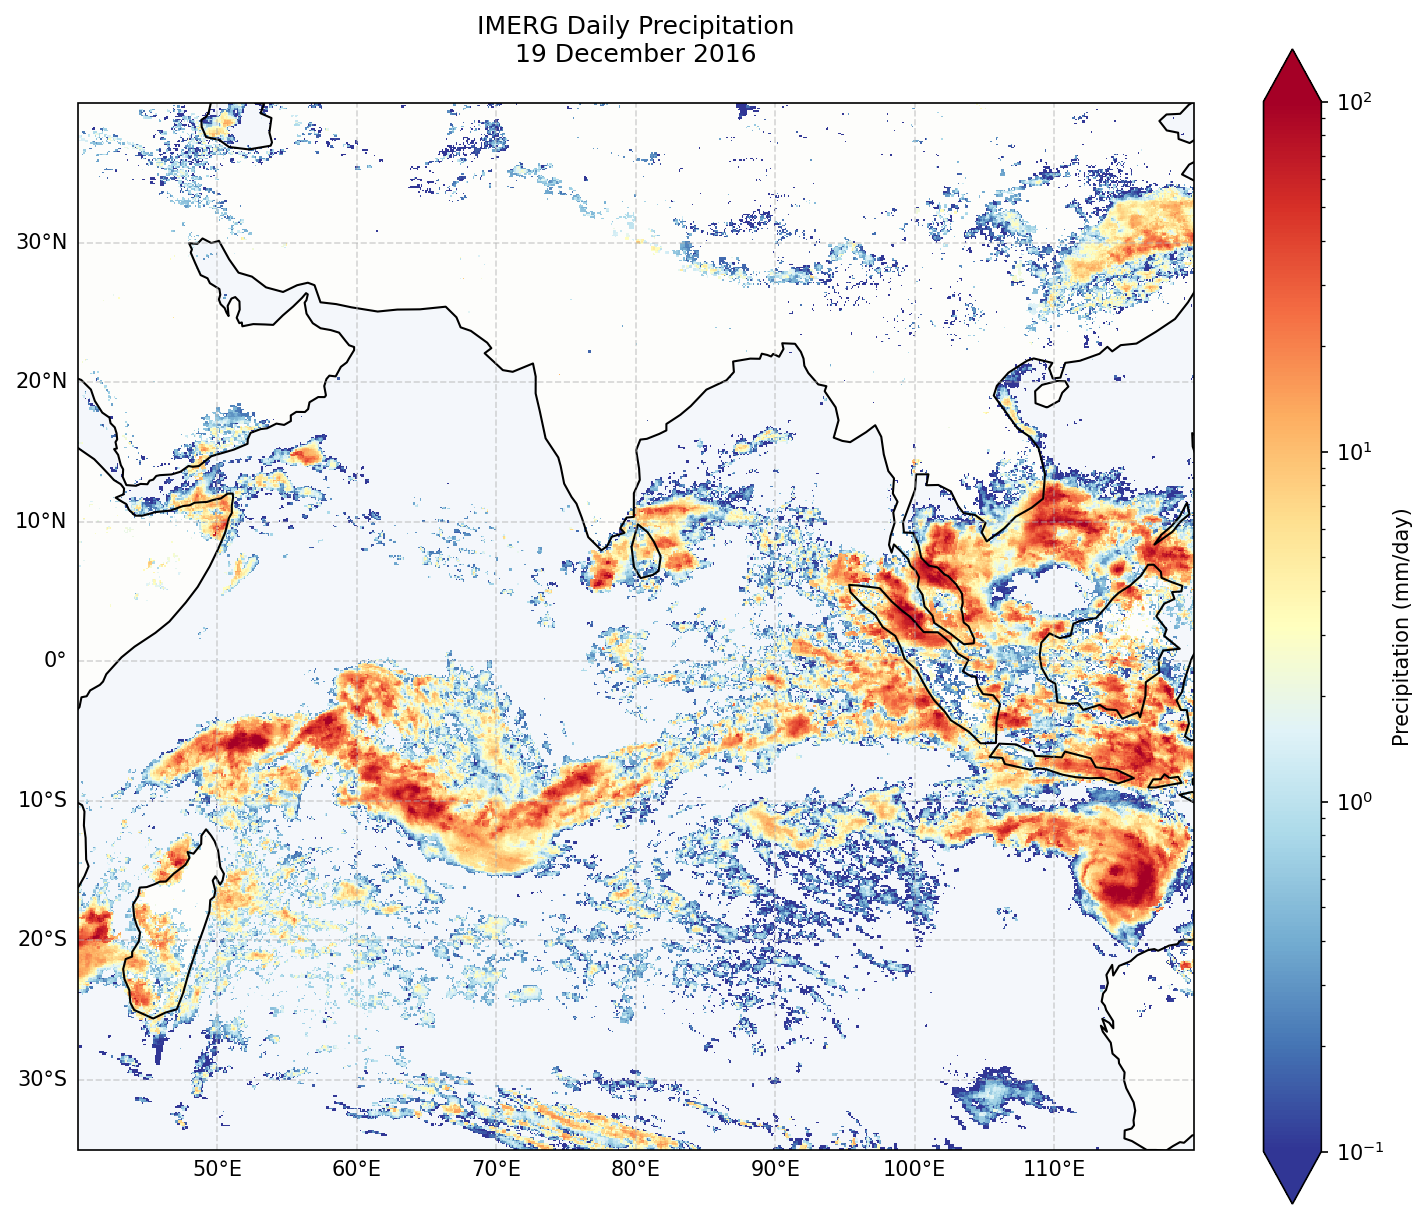 IMERG Daily Precipitation
19 December 2016
30°N
20°N
10°N
0°
10°S
20°S
30°S
50°E
60°E
70°E
80°E
90°E
100°E
110°E
10²
10¹
10⁰
10⁻¹
Precipitation (mm/day)